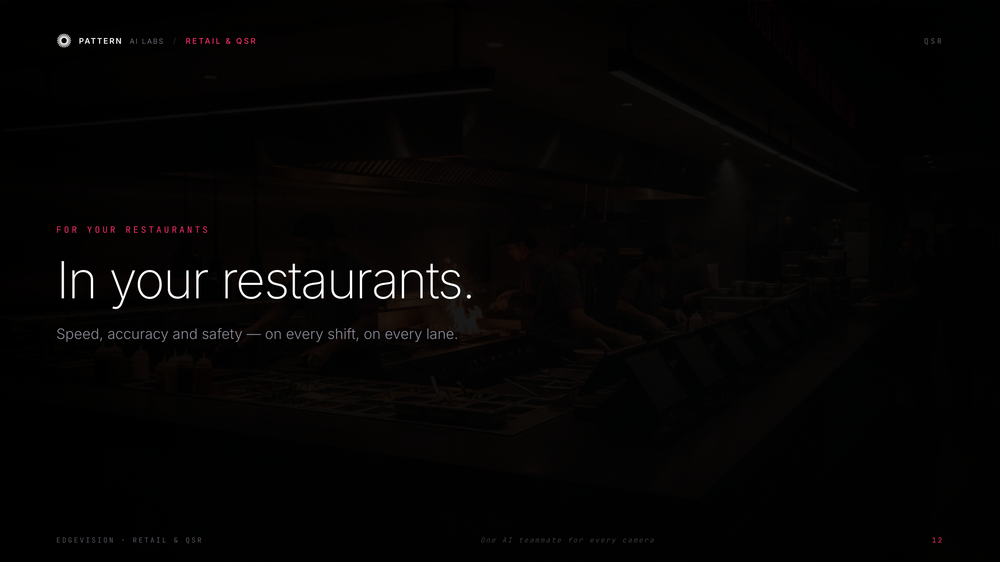 PATTERN AI LABS / RETAIL & QSR
QSR
FOR YOUR RESTAURANTS
In your restaurants.
Speed, accuracy and safety — on every shift, on every lane.
EDGEVISION · RETAIL & QSR
One AI teammate for every camera
12